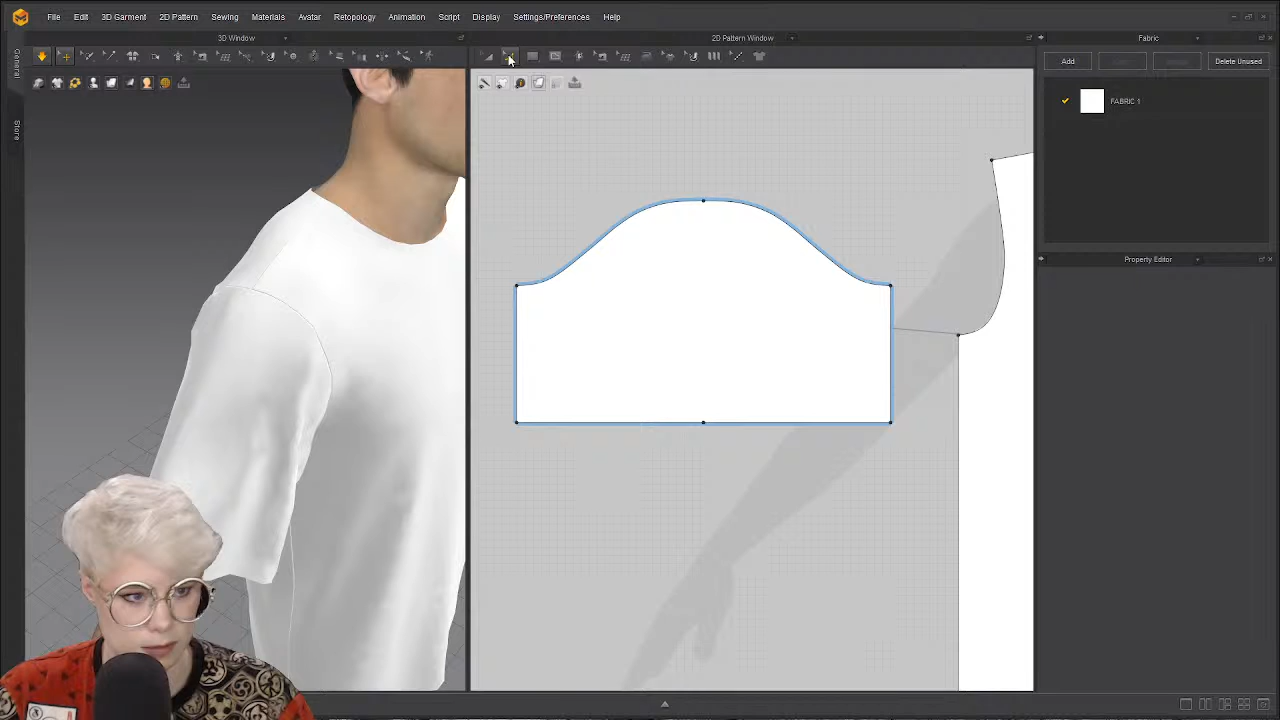 File Edit 3D Garment 2D Pattern Sewing Materials Avatar Retopology Animation Script Display Settings/Preferences Help
3D Window 2D Pattern Window Fabric
General
Store
Add Delete Unused
FABRIC 1
Property Editor